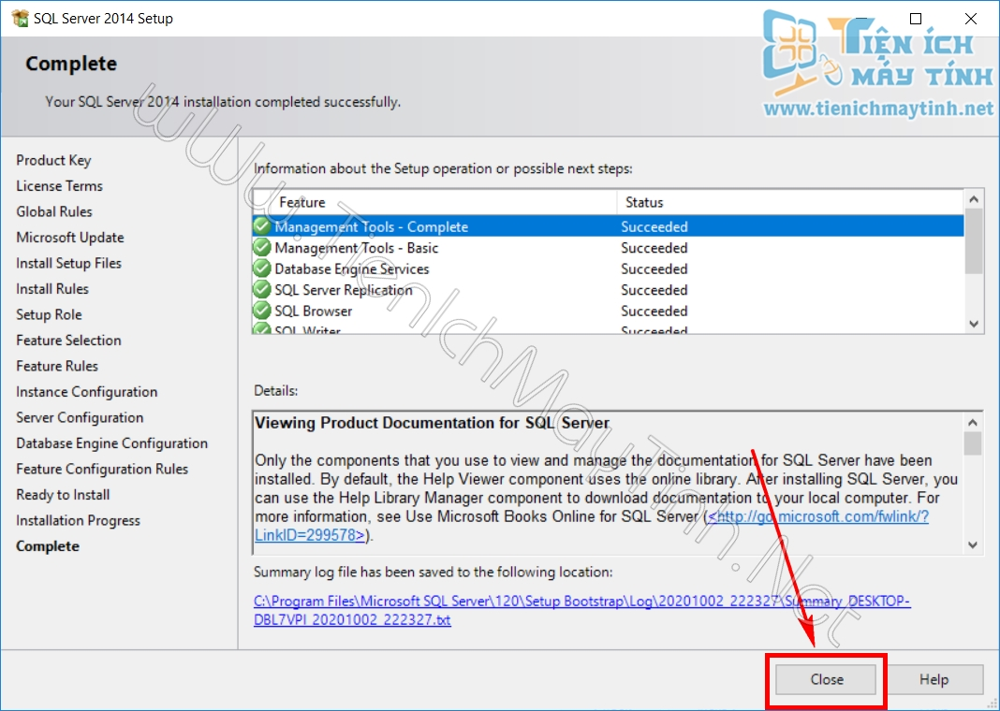 SQL Server 2014 Setup
TIỆN ÍCH
MÁY TÍNH
www.tienichmaytinh.net
Complete
Your SQL Server 2014 installation completed successfully.
Product Key
License Terms
Global Rules
Microsoft Update
Install Setup Files
Install Rules
Setup Role
Feature Selection
Feature Rules
Instance Configuration
Server Configuration
Database Engine Configuration
Feature Configuration Rules
Ready to Install
Installation Progress
Complete
Information about the Setup operation or possible next steps:
Feature Status
Management Tools - Complete Succeeded
Management Tools - Basic Succeeded
Database Engine Services Succeeded
SQL Server Replication Succeeded
SQL Browser Succeeded
SQL Writer Succeeded
Details:
Viewing Product Documentation for SQL Server
Only the components that you use to view and manage the documentation for SQL Server have been
installed. By default, the Help Viewer component uses the online library. After installing SQL Server, you
can use the Help Library Manager component to download documentation to your local computer. For
more information, see Use Microsoft Books Online for SQL Server (<http://go.microsoft.com/fwlink/?
LinkID=299578>).
Summary log file has been saved to the following location:
C:\Program Files\Microsoft SQL Server\120\Setup Bootstrap\Log\20201002_222327\Summary_DESKTOP-
DBL7VPI_20201002_222327.txt
Close Help
wWw.TienIchMayTinh.Net